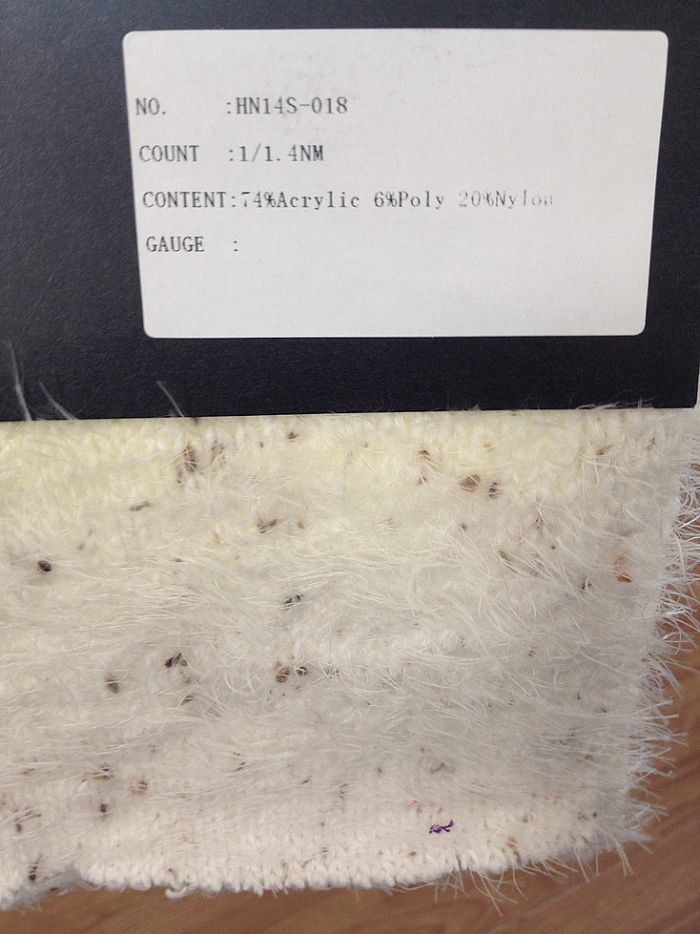 NO. :HN14S-018
COUNT :1/1.4NM
CONTENT:74%Acrylic 6%Poly 20%Nylon
GAUGE :